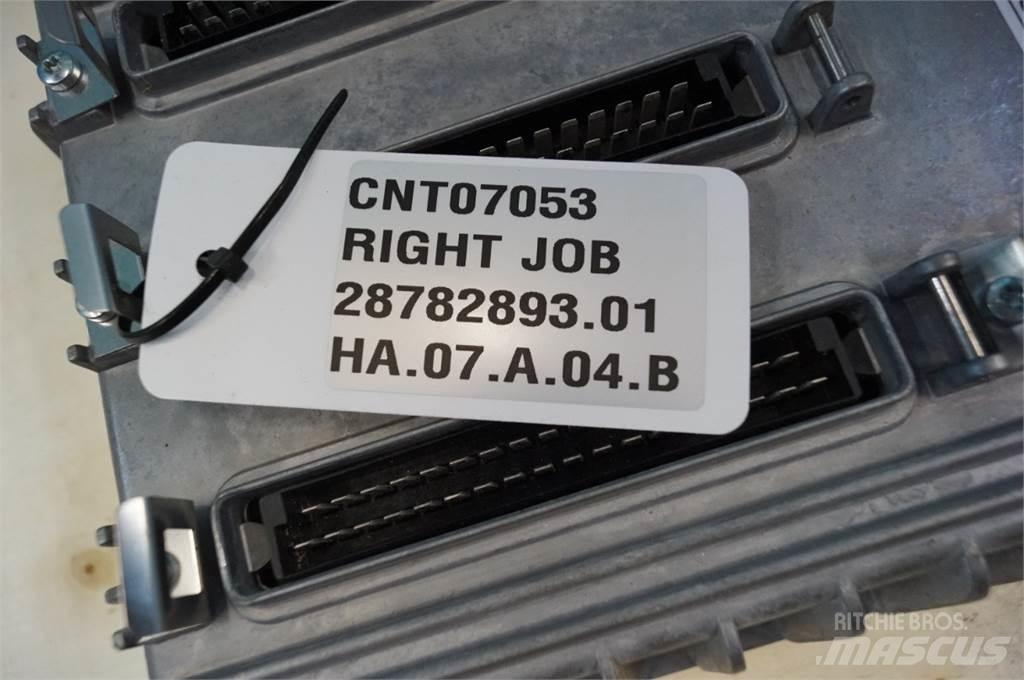 CNT07053
RIGHT JOB
28782893.01
HA.07.A.04.B
RITCHIE BROS.
MASCUS